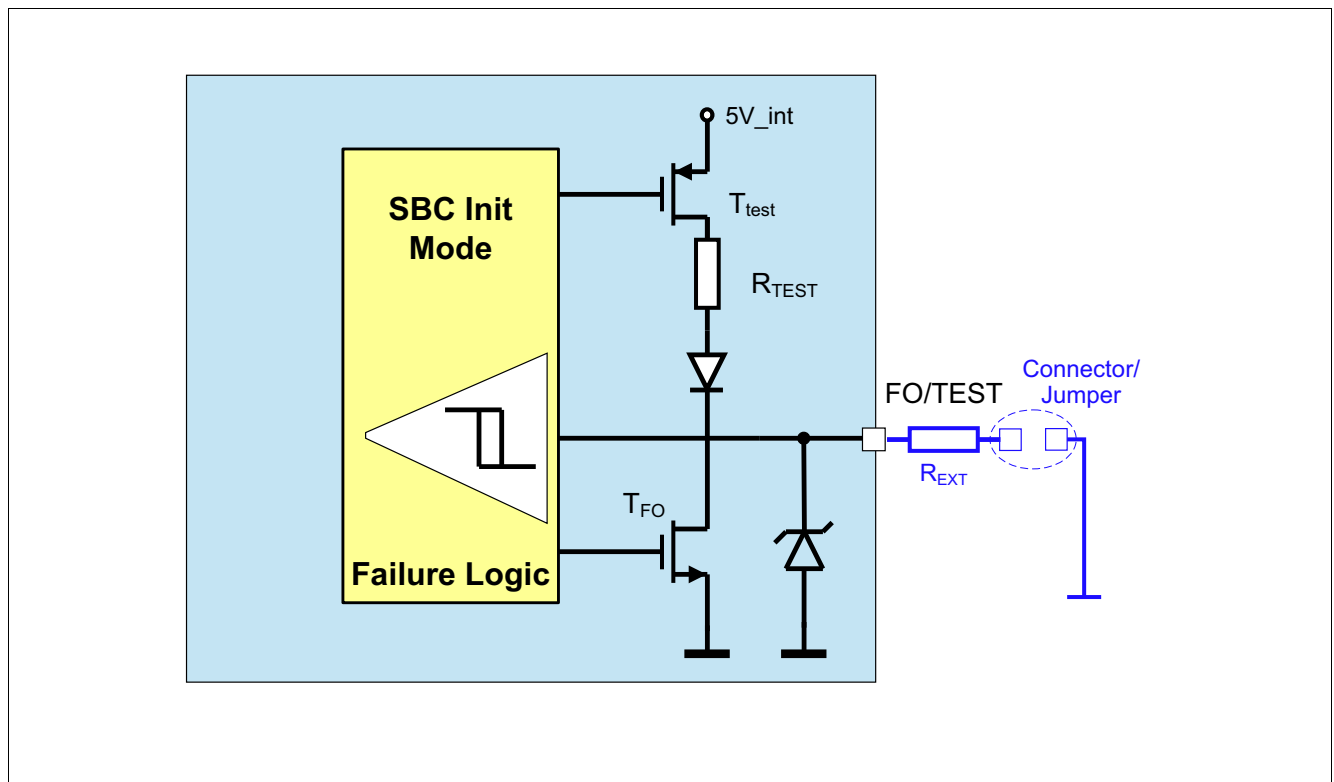 5V_int
SBC Init
Mode
Ttest
RTEST
Connector/
Jumper
FO/TEST
REXT
TFO
Failure Logic